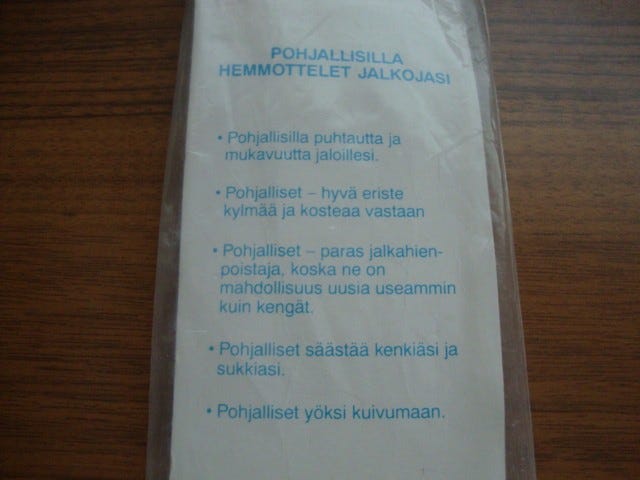 POHJALLISILLA
HEMMOTTELET JALKOJASI
• Pohjallisilla puhtautta ja
mukavuutta jaloillesi.
• Pohjalliset – hyvä eriste
kylmää ja kosteaa vastaan
• Pohjalliset – paras jalkahien-
poistaja, koska ne on
mahdollisuus uusia useammin
kuin kengät.
• Pohjalliset säästää kenkiäsi ja
sukkiasi.
• Pohjalliset yöksi kuivumaan.